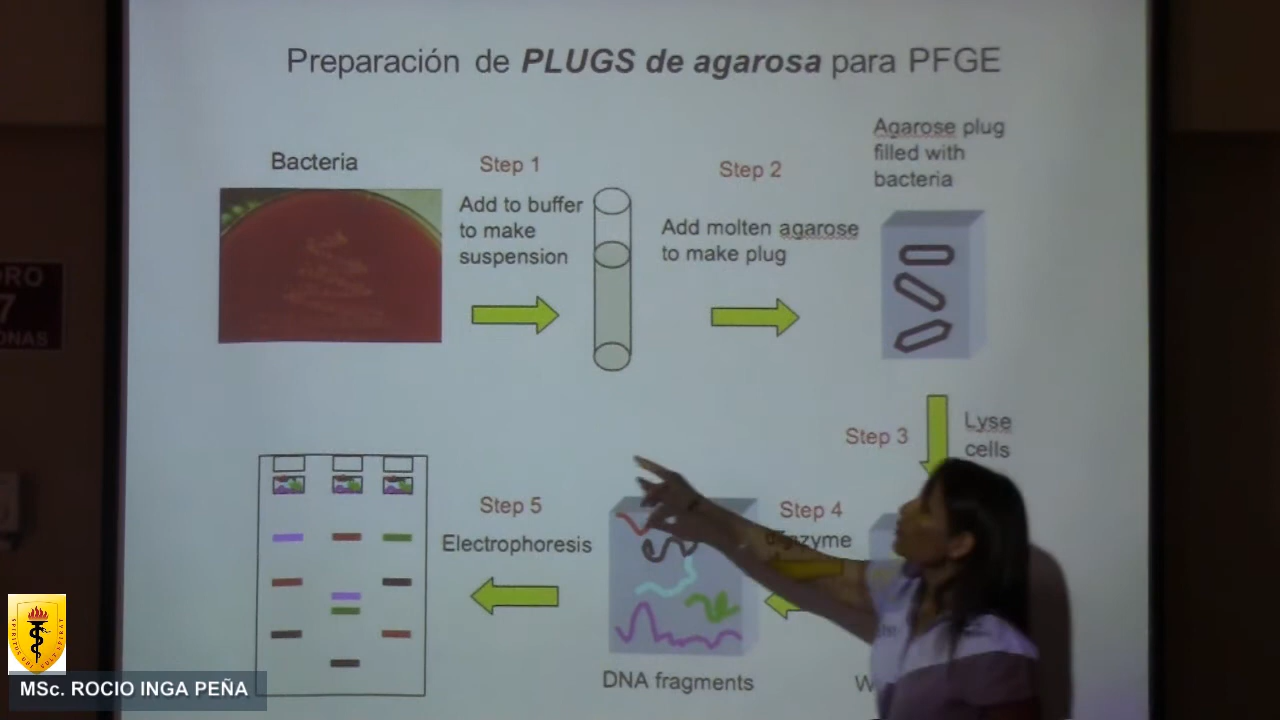 Preparación de PLUGS de agarosa para PFGE
Bacteria
Step 1
Add to buffer
to make
suspension
Step 2
Add molten agarose
to make plug
Agarose plug
filled with
bacteria
Step 3
Lyse
cells
Step 4
Step 5
Electrophoresis
DNA fragments
MSc. ROCIO INGA PEÑA
7